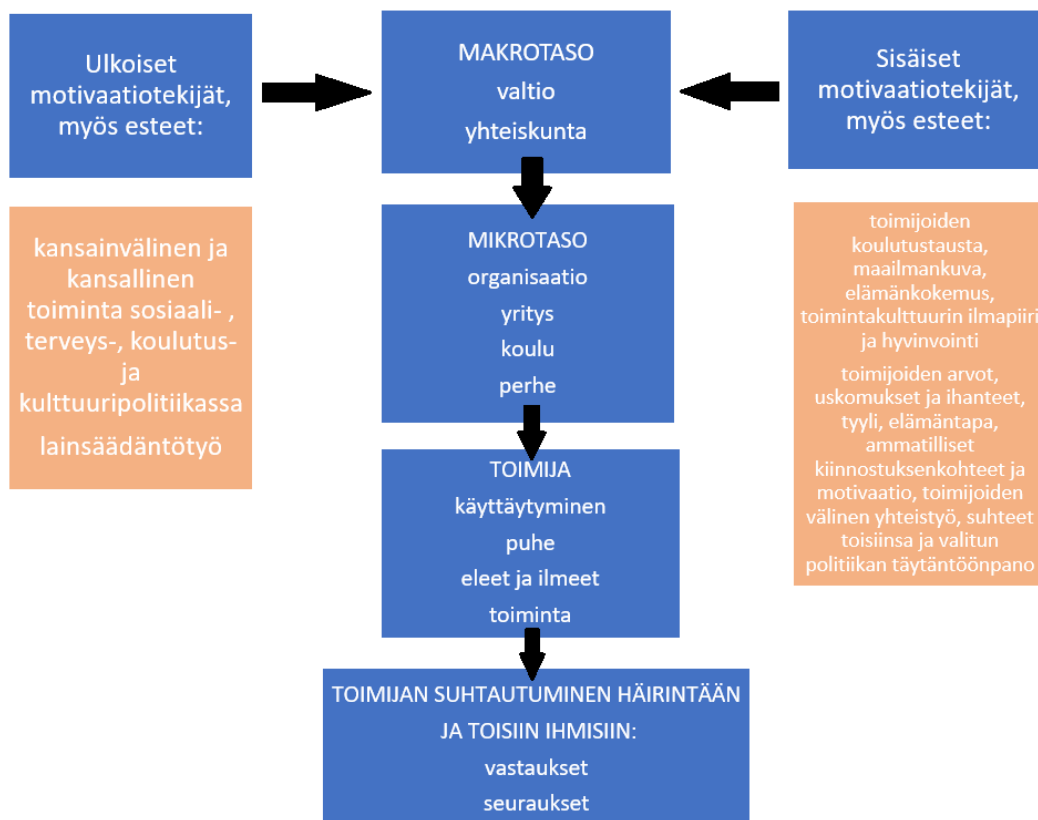 Ulkoiset
motivaatiotekijät,
myös esteet:
kansainvälinen ja
kansallinen
toiminta sosiaali- ,
terveys-, koulutus-
ja
kulttuuripolitiikassa
lainsäädäntötyö
MAKROTASO
valtio
yhteiskunta
MIKROTASO
organisaatio
yritys
koulu
perhe
TOIMIJA
käyttäytyminen
puhe
eleet ja ilmeet
toiminta
TOIMIJAN SUHTAUTUMINEN HÄIRINTÄÄN
JA TOISIIN IHMISIIN:
vastaukset
seuraukset
Sisäiset
motivaatiotekijät,
myös esteet:
toimijoiden
koulutustausta,
maailmankuva,
elämänkokemus,
toimintakulttuurin ilmapiiri
ja hyvinvointi
toimijoiden arvot,
uskomukset ja ihanteet,
tyyli, elämäntapa,
ammatilliset
kiinnostuksenkohteet ja
motivaatio, toimijoiden
välinen yhteistyö, suhteet
toisiinsa ja valitun
politiikan täytäntöönpano